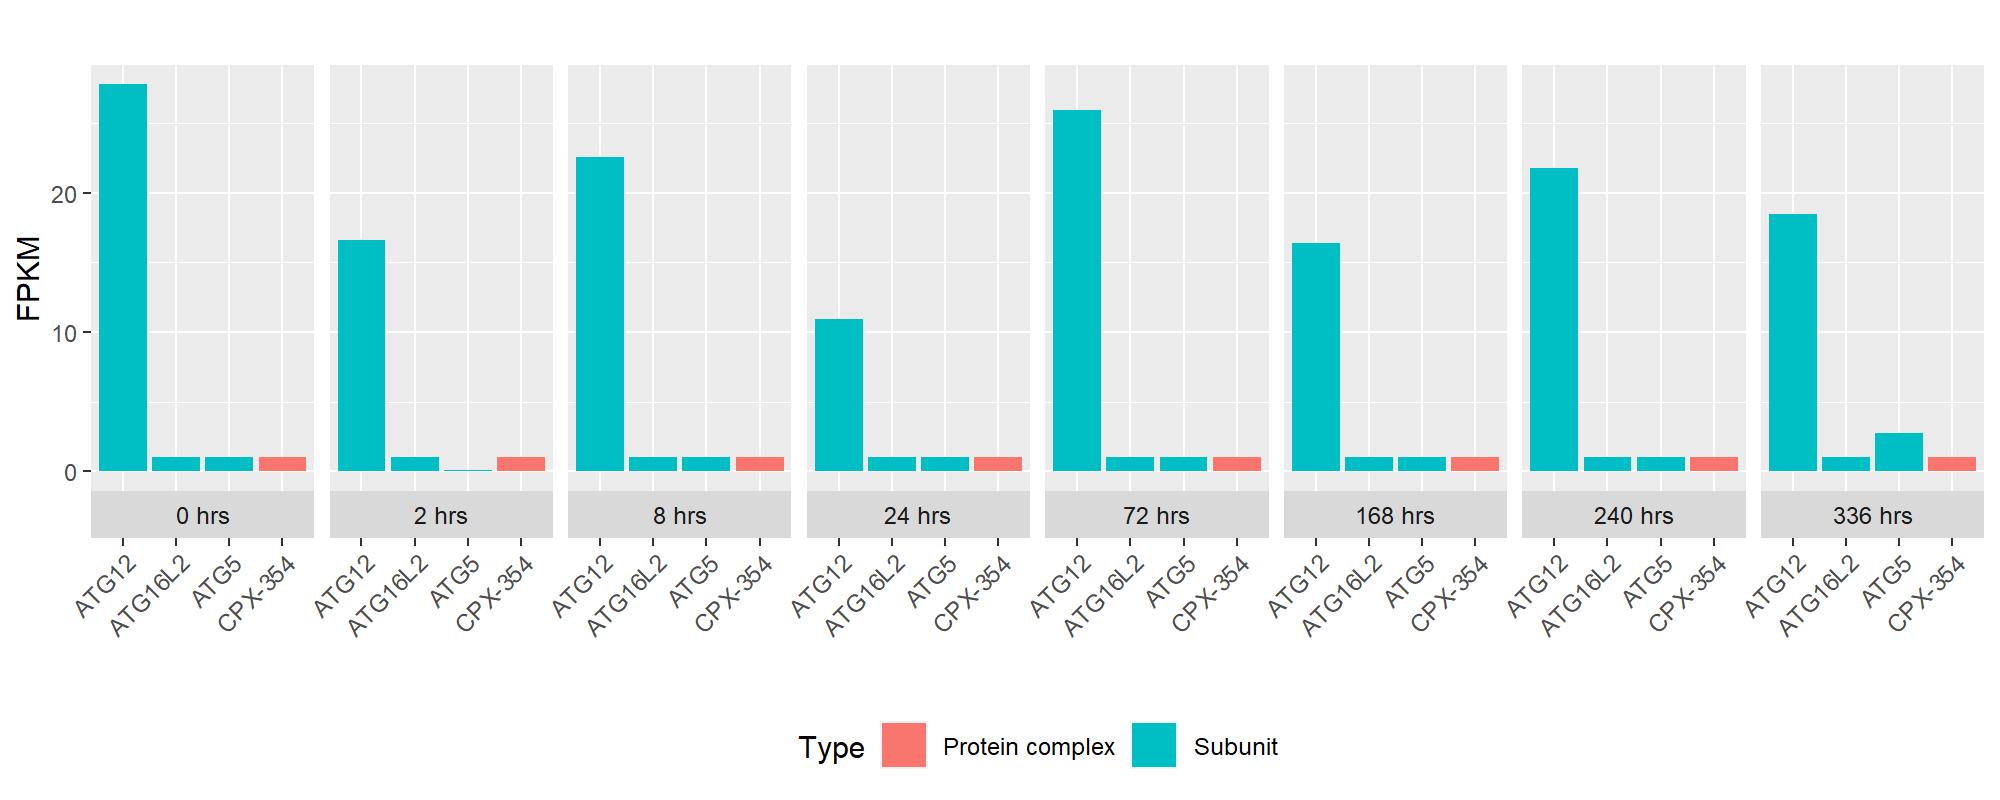 FPKM
20
10
0
0 hrs 2 hrs 8 hrs 24 hrs 72 hrs 168 hrs 240 hrs 336 hrs
ATG12 ATG16L2 ATG5 CPX-354 ATG12 ATG16L2 ATG5 CPX-354 ATG12 ATG16L2 ATG5 CPX-354 ATG12 ATG16L2 ATG5 CPX-354 ATG12 ATG16L2 ATG5 CPX-354 ATG12 ATG16L2 ATG5 CPX-354 ATG12 ATG16L2 ATG5 CPX-354 ATG12 ATG16L2 ATG5 CPX-354
Type Protein complex Subunit